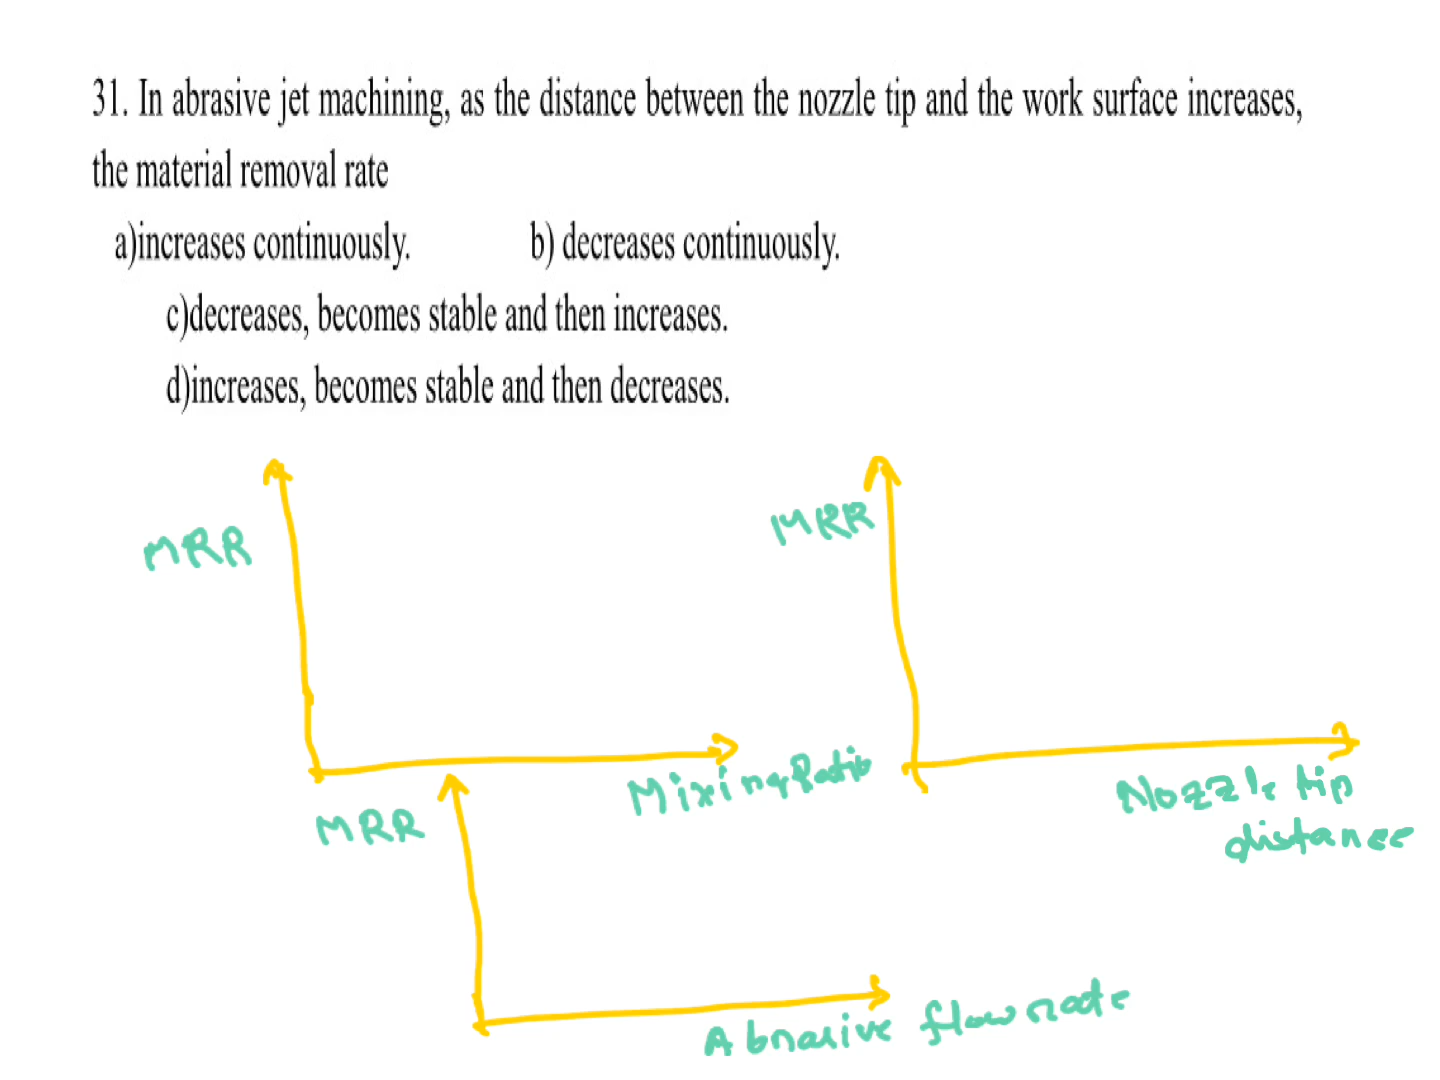 31. In abrasive jet machining, as the distance between the nozzle tip and the work surface increases,
the material removal rate
a)increases continuously. b) decreases continuously.
c)decreases, becomes stable and then increases.
d)increases, becomes stable and then decreases.
MRR
MRR
Mixing Ratio
Nozzle tip
distance
MRR
Abrasive flow rate